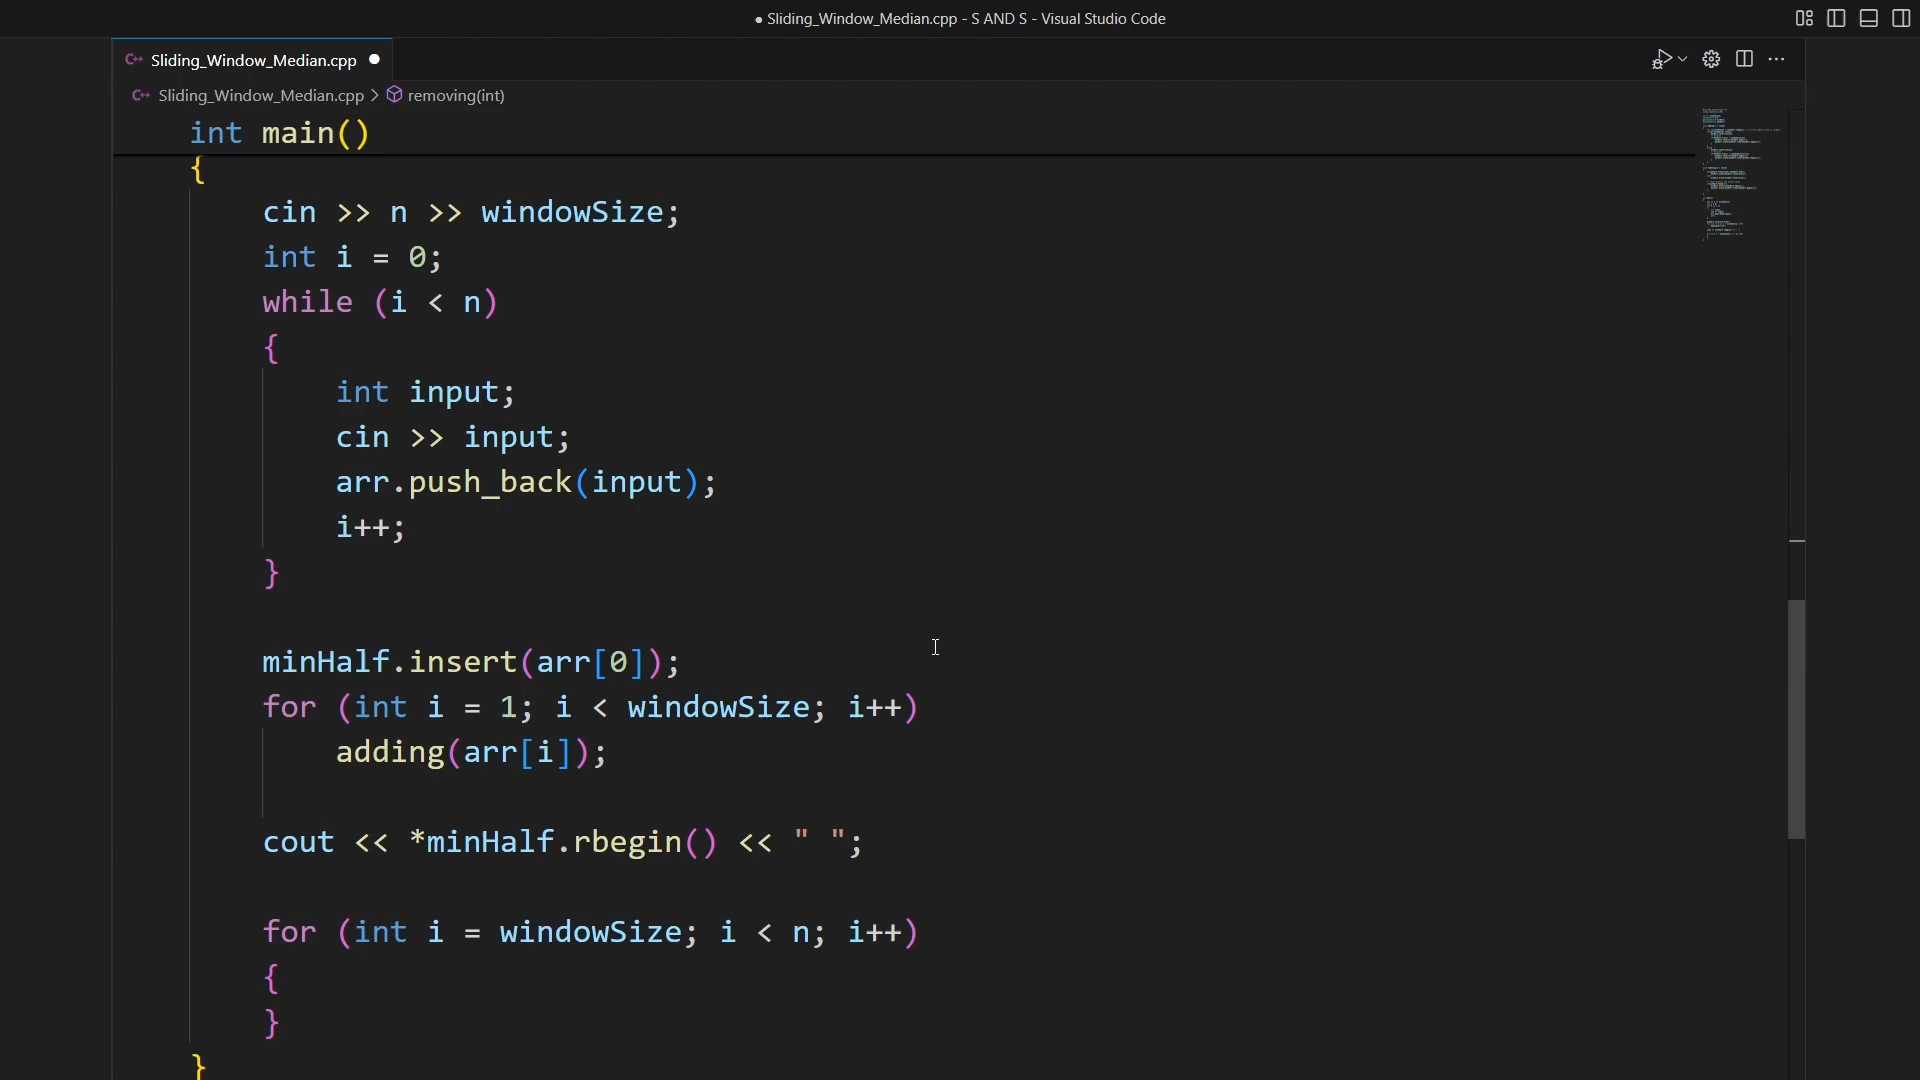 ● Sliding_Window_Median.cpp - S AND S - Visual Studio Code
C++ Sliding_Window_Median.cpp ●
C++ Sliding_Window_Median.cpp > removing(int)
int main()
{
cin >> n >> windowSize;
int i = 0;
while (i < n)
{
int input;
cin >> input;
arr.push_back(input);
i++;
}
minHalf.insert(arr[0]);
for (int i = 1; i < windowSize; i++)
adding(arr[i]);
cout << *minHalf.rbegin() << " ";
for (int i = windowSize; i < n; i++)
{
}
}